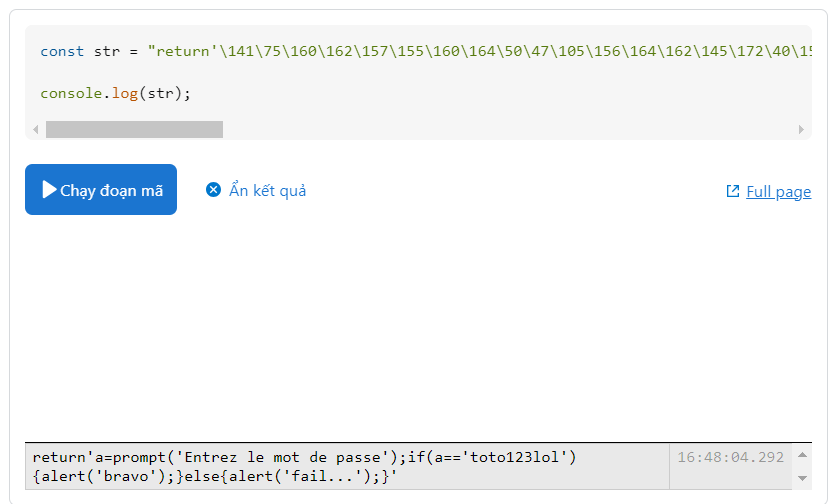 const str = "return'\141\75\160\162\157\155\160\164\50\47\105\156\164\162\145\172\40\15
console.log(str);
Chạy đoạn mã
Ẩn kết quả
Full page
return'a=prompt('Entrez le mot de passe');if(a=='toto123lol')
16:48:04.292
{alert('bravo');}else{alert('fail...');}'